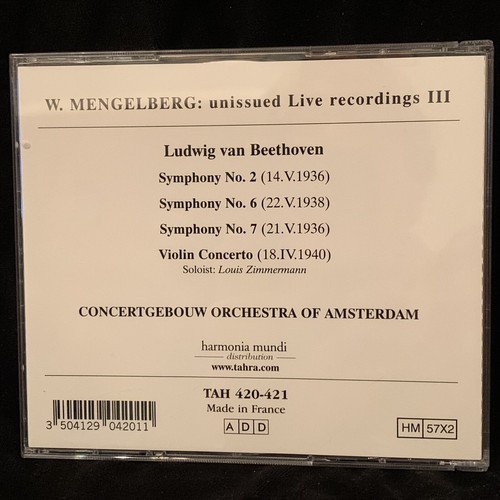 W. MENGELBERG: unissued Live recordings III
Ludwig van Beethoven
Symphony No. 2 (14.V.1936)
Symphony No. 6 (22.V.1938)
Symphony No. 7 (21.V.1936)
Violin Concerto (18.IV.1940)
Soloist: Louis Zimmermann
CONCERTGEBOUW ORCHESTRA OF AMSTERDAM
harmonia mundi
distribution
www.tahra.com
TAH 420-421
Made in France
A D D
3 504129 042011
HM 57X2